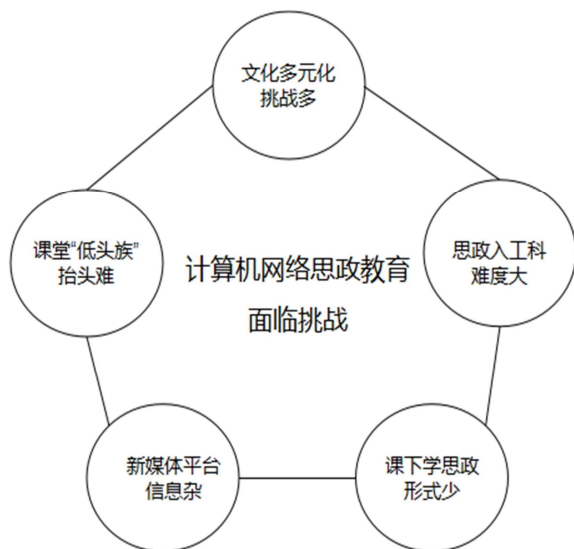 文化多元化
挑战多
课堂“低头族”
抬头难
计算机网络思政教育
面临挑战
思政入工科
难度大
新媒体平台
信息杂
课下学思政
形式少